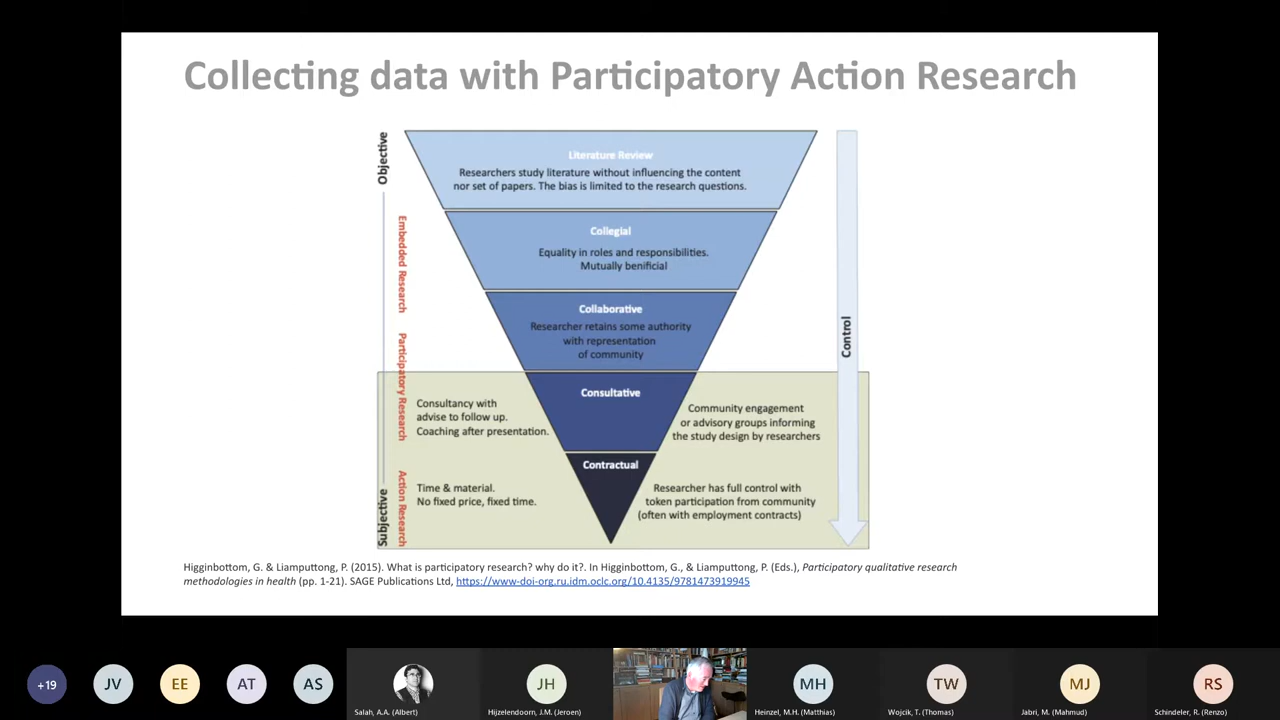 Collecting data with Participatory Action Research
Objective
Embedded Research
Participatory Research
Action Research
Subjective
Literature Review
Researchers study literature without influencing the content
nor set of papers. The bias is limited to the research questions.
Collegial
Equality in roles and responsibilities.
Mutually benificial
Collaborative
Researcher retains some authority
with representation
of community
Consultative
Consultancy with
advise to follow up.
Coaching after presentation.
Community engagement
or advisory groups informing
the study design by researchers
Contractual
Time & material.
No fixed price, fixed time.
Researcher has full control with
token participation from community
(often with employment contracts)
Control
Higginbottom, G. & Liamputtong, P. (2015). What is participatory research? why do it?. In Higginbottom, G., & Liamputtong, P. (Eds.), Participatory qualitative research
methodologies in health (pp. 1-21). SAGE Publications Ltd, https://www-doi-org.ru.idm.oclc.org/10.4135/9781473919945
+19
JV
EE
AT
AS
Salah, A.A. (Albert)
JH
Hijzelendoorn, J.M. (Jeroen)
MH
Heinzel, M.H. (Matthias)
TW
Wojcik, T. (Thomas)
MJ
Jabri, M. (Mahmud)
RS
Schindeler, R. (Renzo)